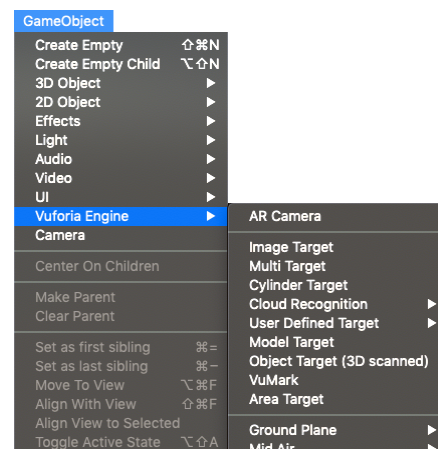 GameObject
Create Empty ⇧⌘N
Create Empty Child ⌥⇧N
3D Object
2D Object
Effects
Light
Audio
Video
UI
Vuforia Engine
Camera
Center On Children
Make Parent
Clear Parent
Set as first sibling ⌘=
Set as last sibling ⌘–
Move To View ⌥⌘F
Align With View ⇧⌘F
Align View to Selected
Toggle Active State ⌥⇧A
AR Camera
Image Target
Multi Target
Cylinder Target
Cloud Recognition
User Defined Target
Model Target
Object Target (3D scanned)
VuMark
Area Target
Ground Plane
Mid Air